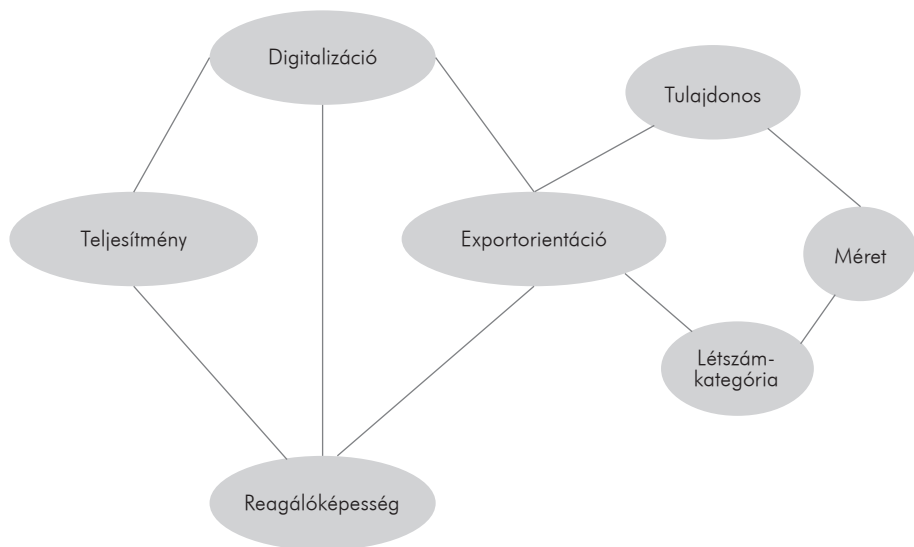 Digitalizáció
Tulajdonos
Teljesítmény
Exportorientáció
Méret
Létszám-
kategória
Reagálóképesség